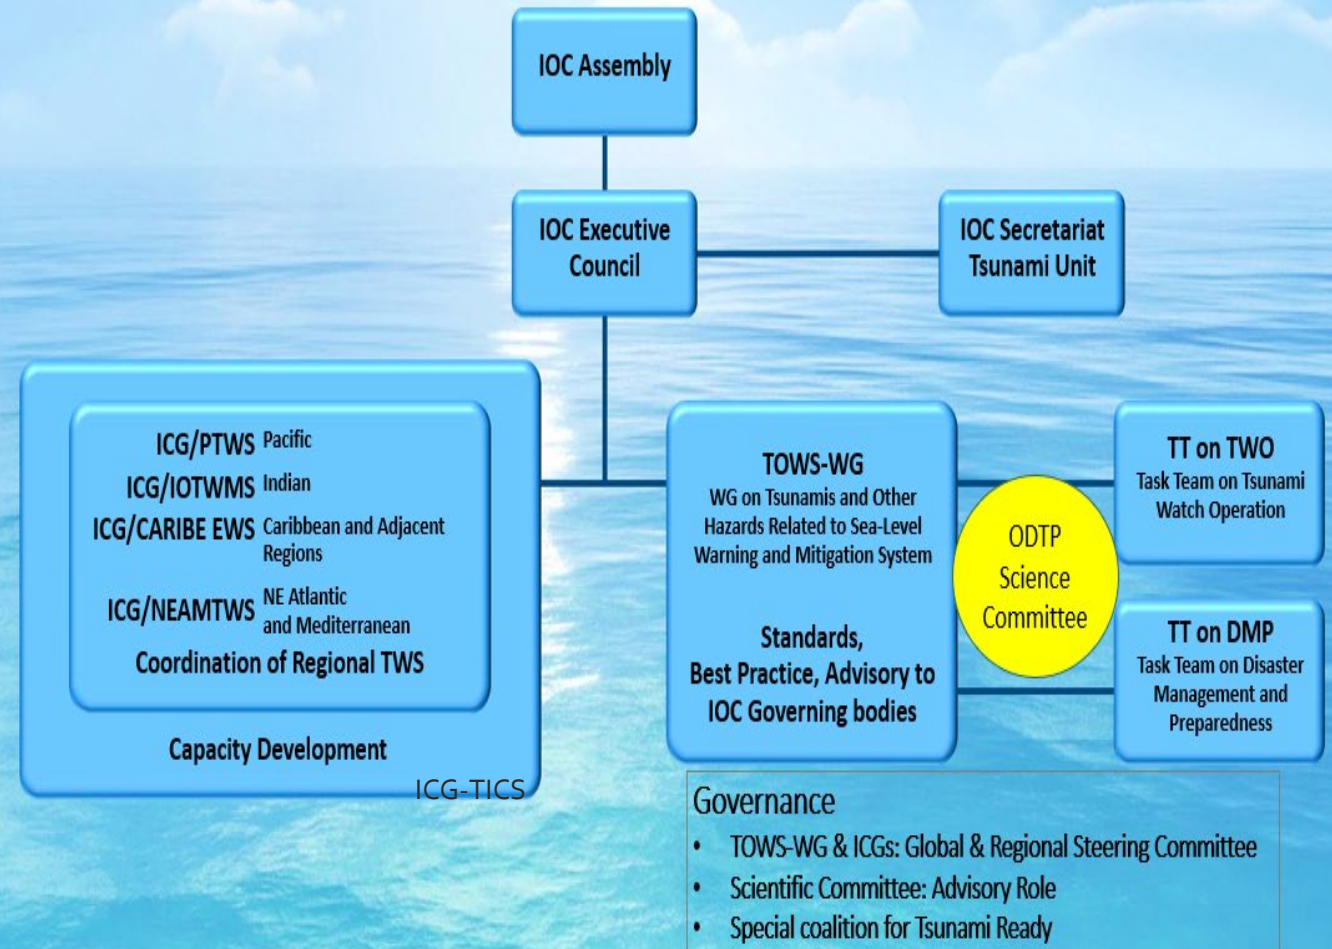 IOC Assembly
IOC Executive
Council
IOC Secretariat
Tsunami Unit
ICG/PTWS Pacific
ICG/IOTWMS Indian
ICG/CARIBE EWS Caribbean and Adjacent
Regions
ICG/NEAMTWS NE Atlantic
and Mediterranean
Coordination of Regional TWS
Capacity Development
ICG-TICS
TOWS-WG
WG on Tsunamis and Other
Hazards Related to Sea-Level
Warning and Mitigation System
Standards,
Best Practice, Advisory to
IOC Governing bodies
ODTP
Science
Committee
TT on TWO
Task Team on Tsunami
Watch Operation
TT on DMP
Task Team on Disaster
Management and
Preparedness
Governance
• TOWS-WG & ICGs: Global & Regional Steering Committee
• Scientific Committee: Advisory Role
• Special coalition for Tsunami Ready